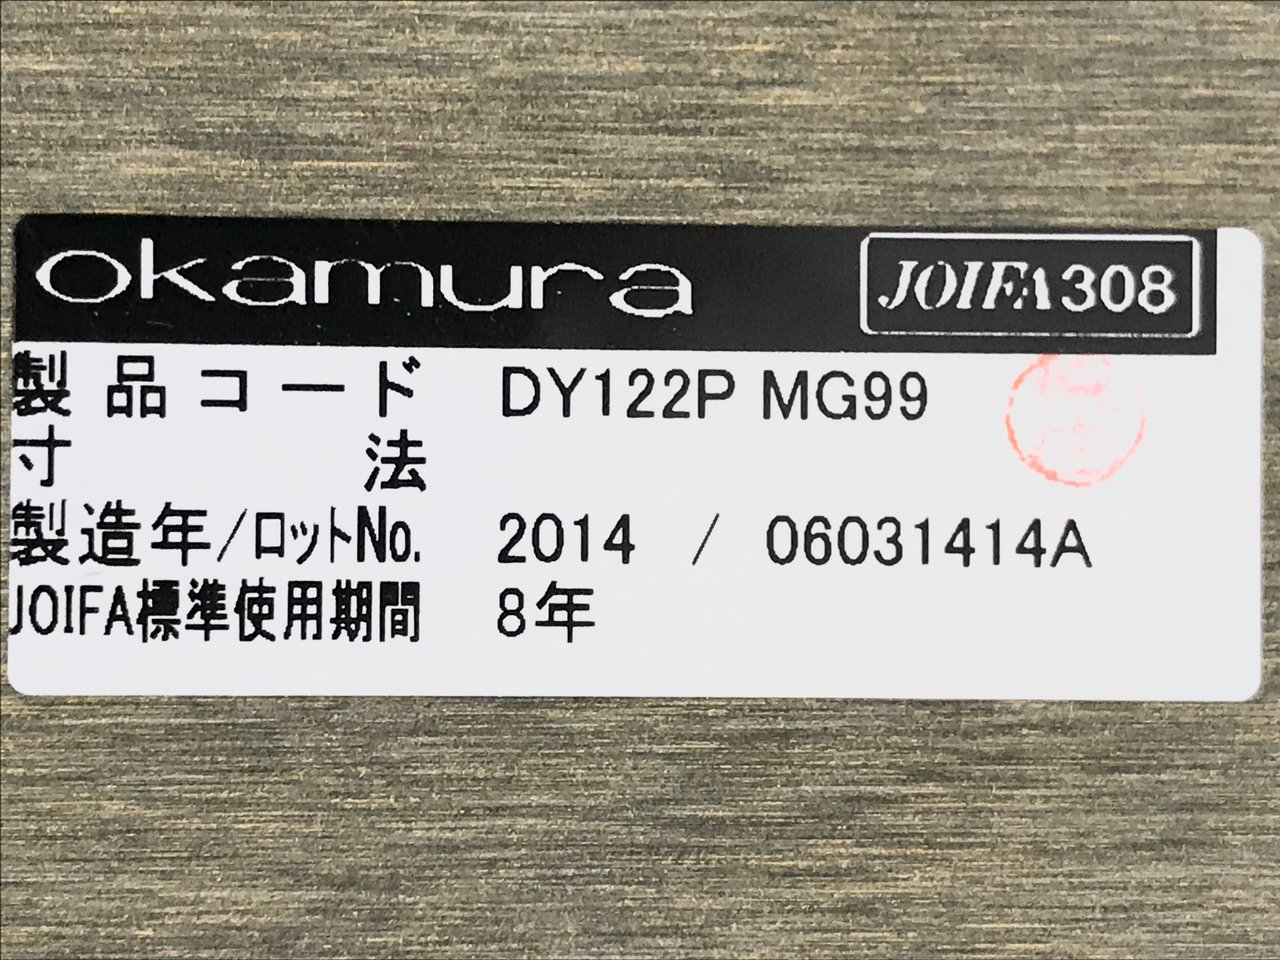 okamura JOIFA308
製品コード DY122P MG99
寸法
製造年/ロットNo. 2014 / 06031414A
JOIFA標準使用期間 8年